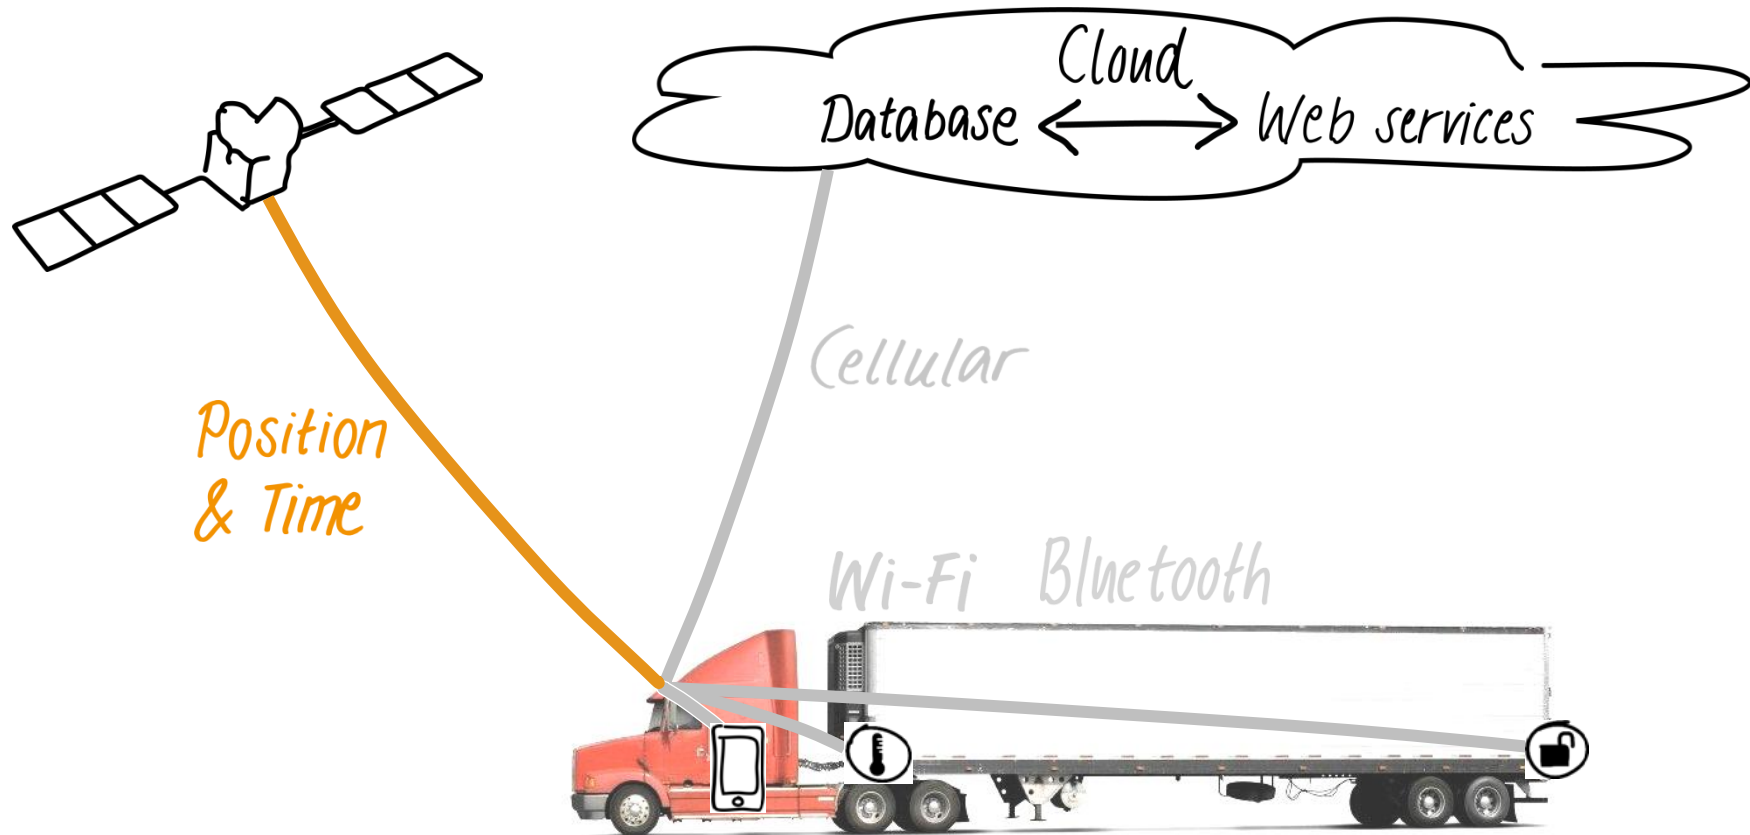 Cloud
Database Web services
Cellular
Position
& Time
Wi-Fi Bluetooth